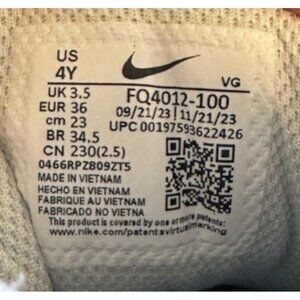 US
4Y
VG
UK 3.5
EUR 36
cm 23
BR 34.5
CN 230(2.5)
FQ4012-100
09/21/23 | 11/21/23
UPC 00197593622426
0466RPZ809ZT5
MADE IN VIETNAM
HECHO EN VIETNAM
FABRIQUE AU VIETNAM
FABRICADO NO VIETNA
This product is covered by one or more patents:
www.nike.com/patentsvirtualmarking